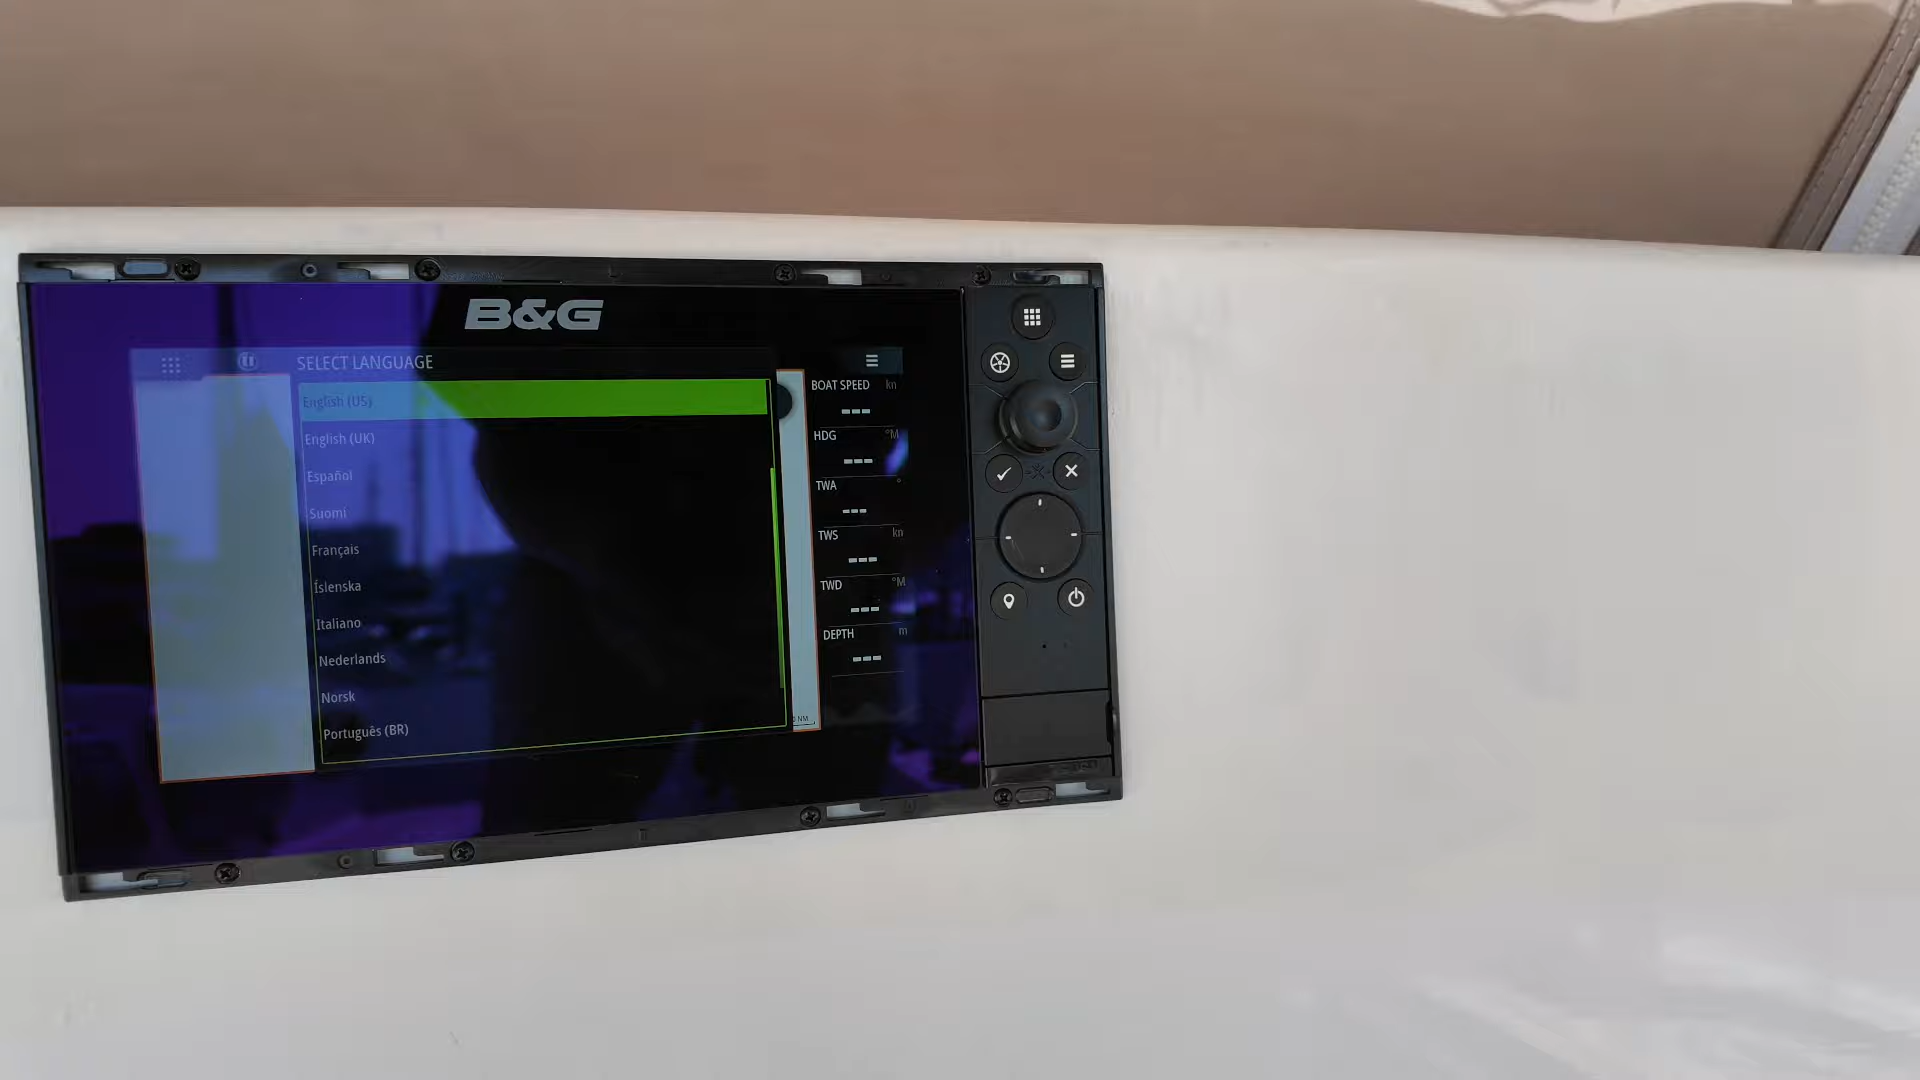 B&G
SELECT LANGUAGE
English (US)
English (UK)
Español
Suomi
Français
Íslenska
Italiano
Nederlands
Norsk
Português (BR)
BOAT SPEED kn
---
HDG °M
---
TWA °
---
TWS kn
---
TWD °M
---
DEPTH m
---
NM